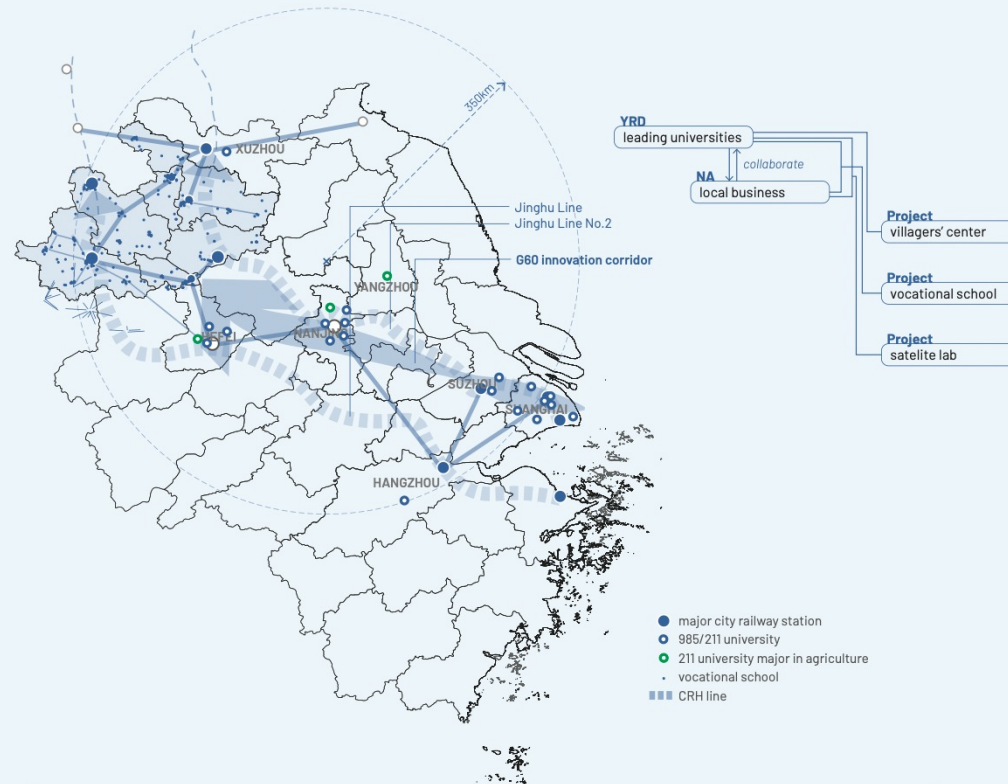 350km
YRD
leading universities
collaborate
NA
local business
XUZHOU
Jinghu Line
Jinghu Line No.2
Project
villagers' center
G60 innovation corridor
YANGZHOU
Project
vocational school
NANJING
HEFEI
Project
satelite lab
SUZHOU
SHANGHAI
HANGZHOU
major city railway station
985/211 university
211 university major in agriculture
vocational school
CRH line